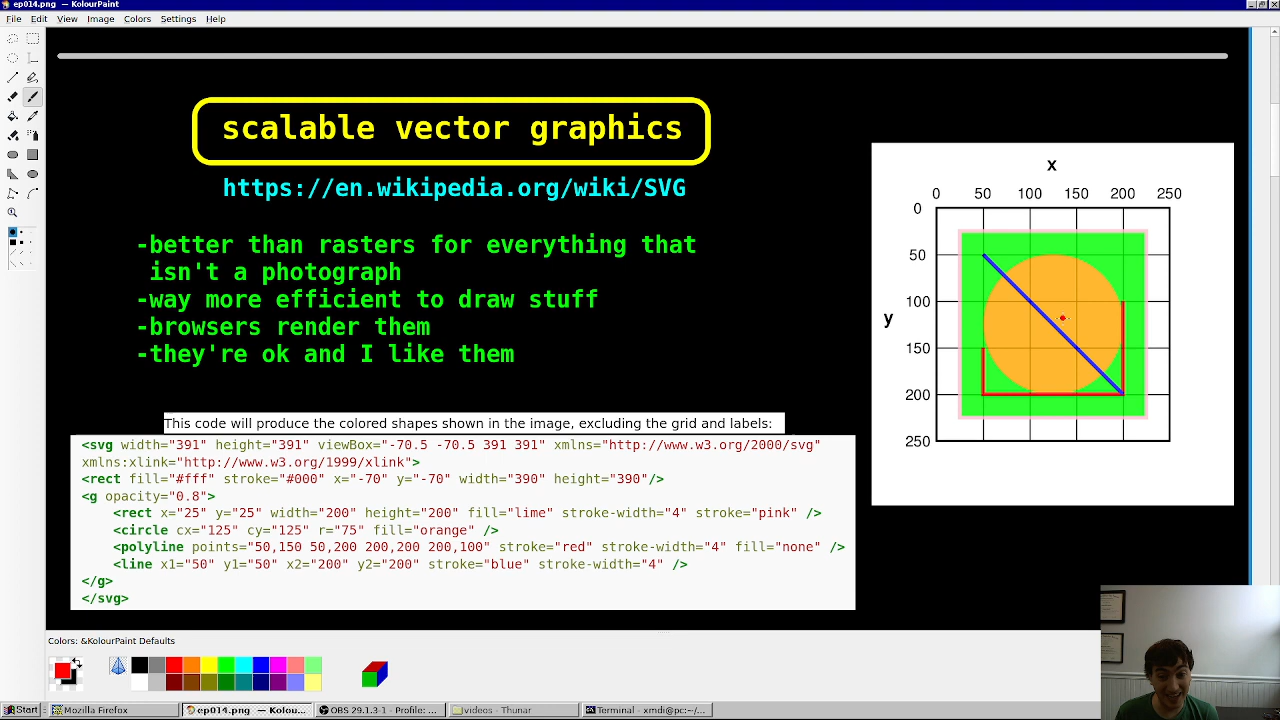 ep014.png — KolourPaint
File Edit View Image Colors Settings Help
scalable vector graphics
https://en.wikipedia.org/wiki/SVG
-better than rasters for everything that
isn't a photograph
-way more efficient to draw stuff
-browsers render them
-they're ok and I like them
x
0 50 100 150 200 250
0
50
100
y
150
200
250
This code will produce the colored shapes shown in the image, excluding the grid and labels:
<svg width="391" height="391" viewBox="-70.5 -70.5 391 391" xmlns="http://www.w3.org/2000/svg"
xmlns:xlink="http://www.w3.org/1999/xlink">
<rect fill="#fff" stroke="#000" x="-70" y="-70" width="390" height="390"/>
<g opacity="0.8">
<rect x="25" y="25" width="200" height="200" fill="lime" stroke-width="4" stroke="pink" />
<circle cx="125" cy="125" r="75" fill="orange" />
<polyline points="50,150 50,200 200,200 200,100" stroke="red" stroke-width="4" fill="none" />
<line x1="50" y1="50" x2="200" y2="200" stroke="blue" stroke-width="4" />
</g>
</svg>
Colors: &KolourPaint Defaults
Start
Mozilla Firefox
ep014.png — Kolou...
OBS 29.1.3-1 - Profile: ...
videos - Thunar
Terminal - xmdi@pc:~/...